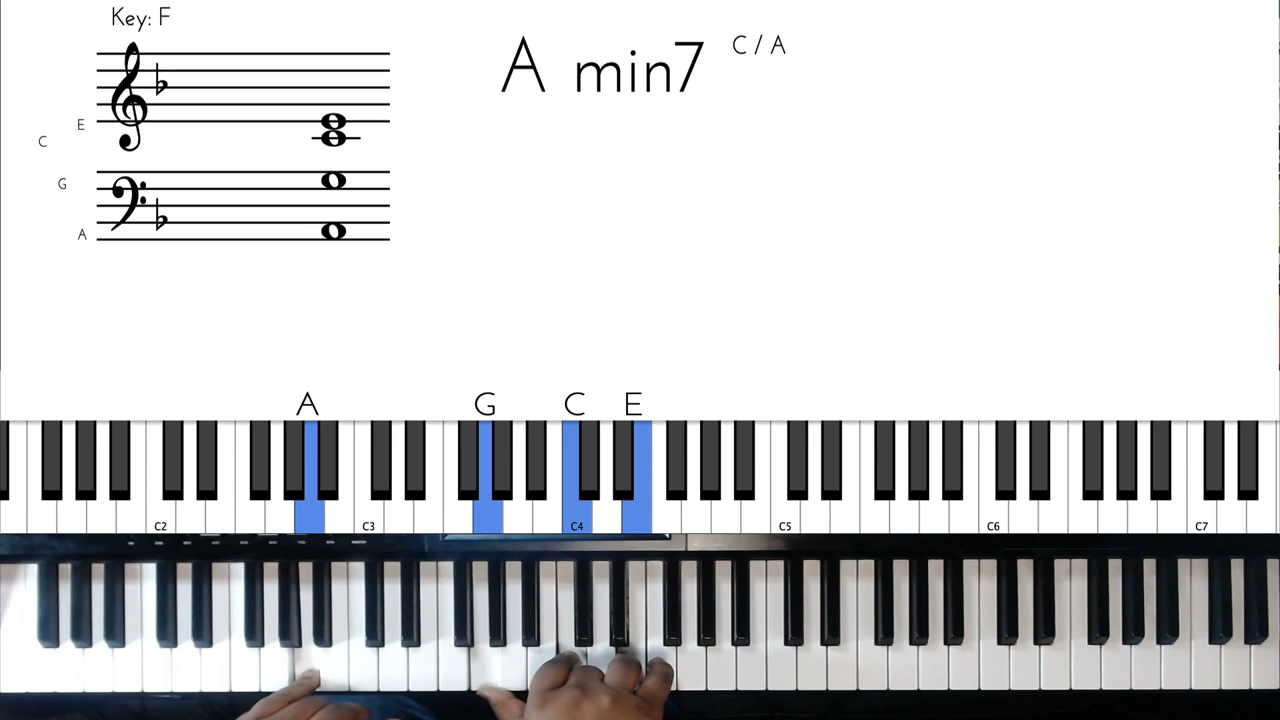 Key: F
A min7 C / A
E
C
G
A
A G C E
C2 C3 C4 C5 C6 C7